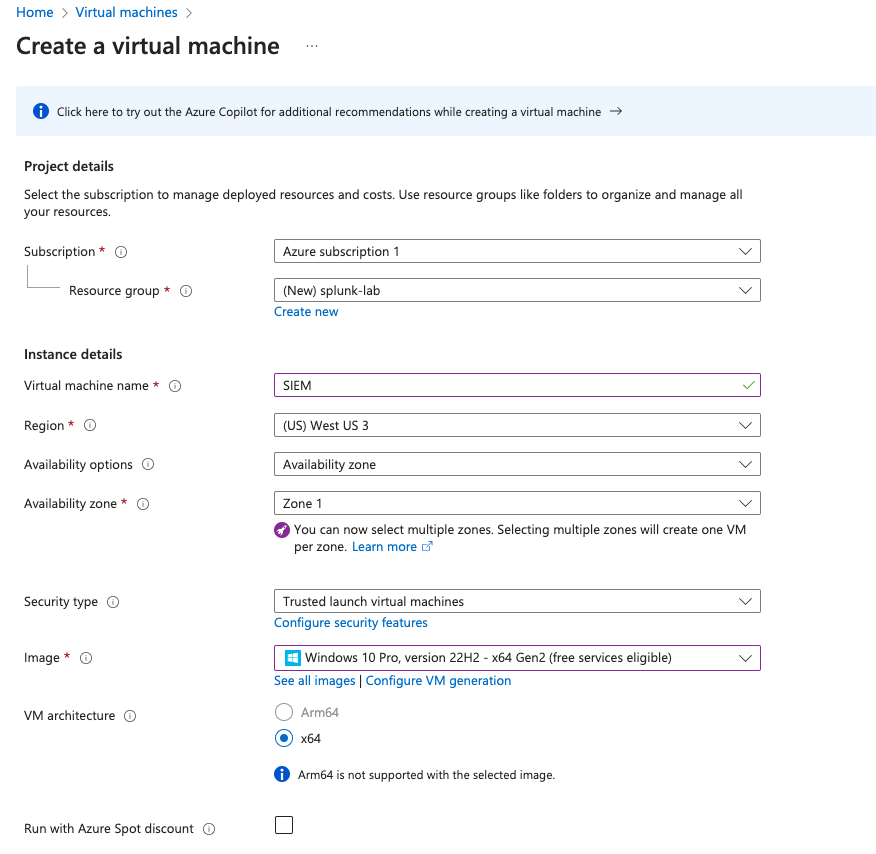 Home > Virtual machines >
Create a virtual machine ...
Click here to try out the Azure Copilot for additional recommendations while creating a virtual machine →
Project details
Select the subscription to manage deployed resources and costs. Use resource groups like folders to organize and manage all
your resources.
Subscription *
Azure subscription 1
Resource group *
(New) splunk-lab
Create new
Instance details
Virtual machine name *
SIEM
Region *
(US) West US 3
Availability options
Availability zone
Availability zone *
Zone 1
You can now select multiple zones. Selecting multiple zones will create one VM
per zone. Learn more
Security type
Trusted launch virtual machines
Configure security features
Image *
Windows 10 Pro, version 22H2 - x64 Gen2 (free services eligible)
See all images | Configure VM generation
VM architecture
Arm64
x64
Arm64 is not supported with the selected image.
Run with Azure Spot discount